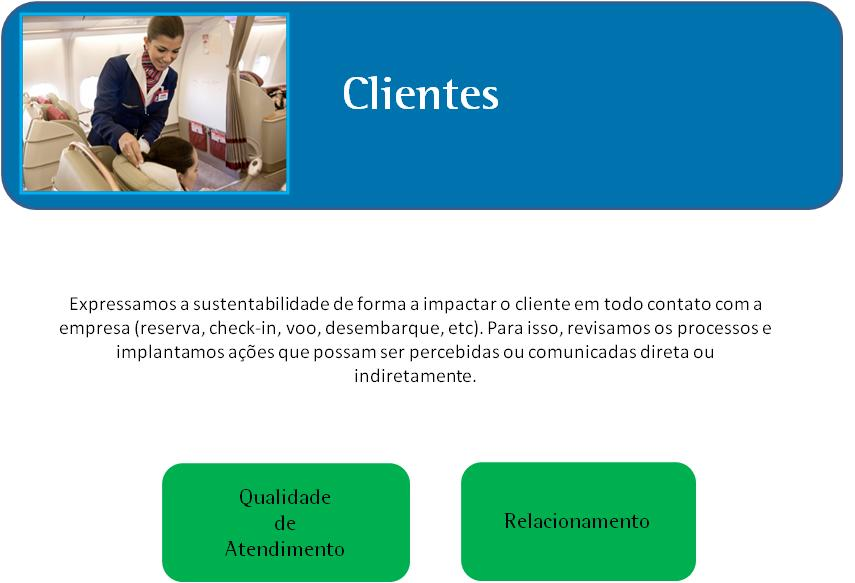 Clientes
Expressamos a sustentabilidade de forma a impactar o cliente em todo contato com a
empresa (reserva, check-in, voo, desembarque, etc). Para isso, revisamos os processos e
implantamos ações que possam ser percebidas ou comunicadas direta ou
indiretamente.
Qualidade
de
Atendimento
Relacionamento